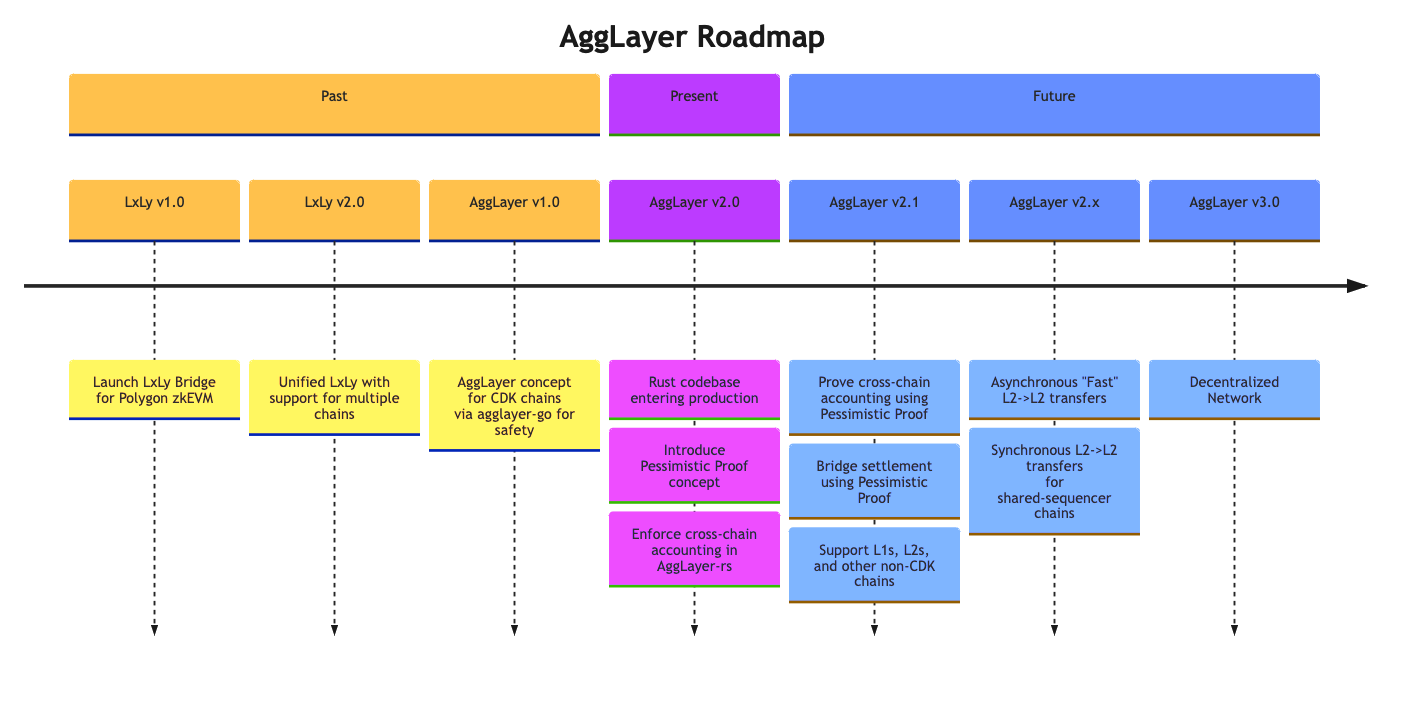 AggLayer Roadmap
Past
Present
Future
LxLy v1.0
LxLy v2.0
AggLayer v1.0
AggLayer v2.0
AggLayer v2.1
AggLayer v2.x
AggLayer v3.0
Launch LxLy Bridge
for Polygon zkEVM
Unified LxLy with
support for multiple
chains
AggLayer concept
for CDK chains
via agglayer-go for
safety
Rust codebase
entering production
Introduce
Pessimistic Proof
concept
Enforce cross-chain
accounting in
AggLayer-rs
Prove cross-chain
accounting using
Pessimistic Proof
Bridge settlement
using Pessimistic
Proof
Support L1s, L2s,
and other non-CDK
chains
Asynchronous "Fast"
L2->L2 transfers
Synchronous L2->L2
transfers
for
shared-sequencer
chains
Decentralized
Network